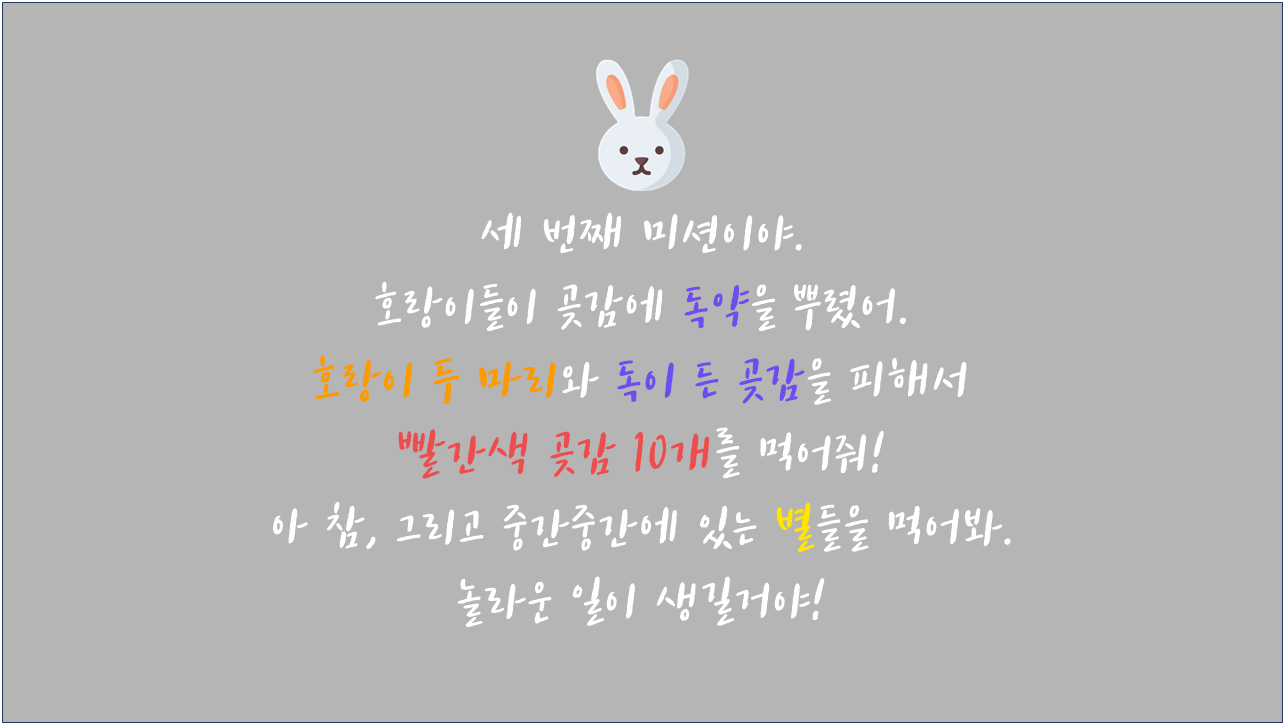 세 번째 미션이야.
호랑이들이 곶감에 독약을 뿌렸어.
호랑이 두 마리와 독이 든 곶감을 피해서
빨간색 곶감 10개를 먹어줘!
아 참, 그리고 중간중간에 있는 별들을 먹어봐.
놀라운 일이 생길거야!